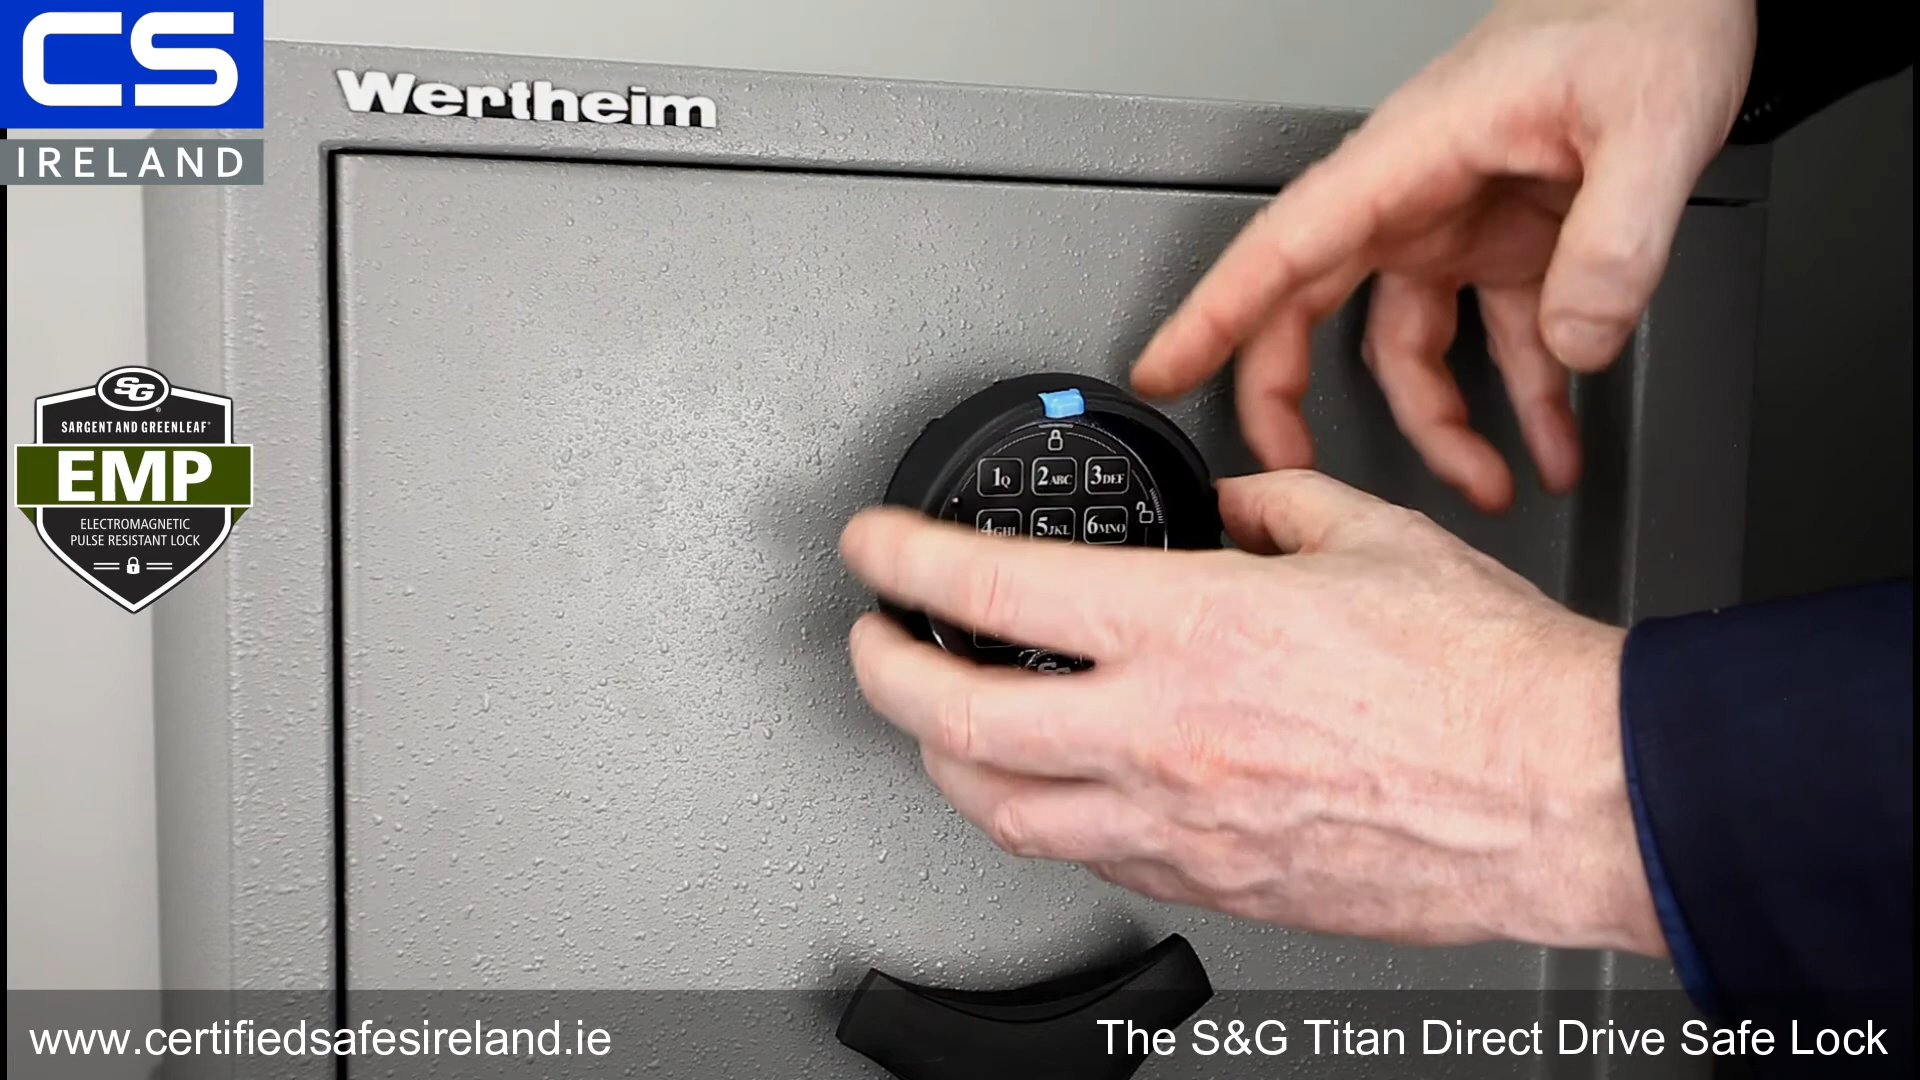 CS
IRELAND
Wertheim
SG
SARGENT AND GREENLEAF
EMP
ELECTROMAGNETIC
PULSE RESISTANT LOCK
1Q 2ABC 3DEF
4GHI 5JKL 6MNO
www.certifiedsafesireland.ie
The S&G Titan Direct Drive Safe Lock